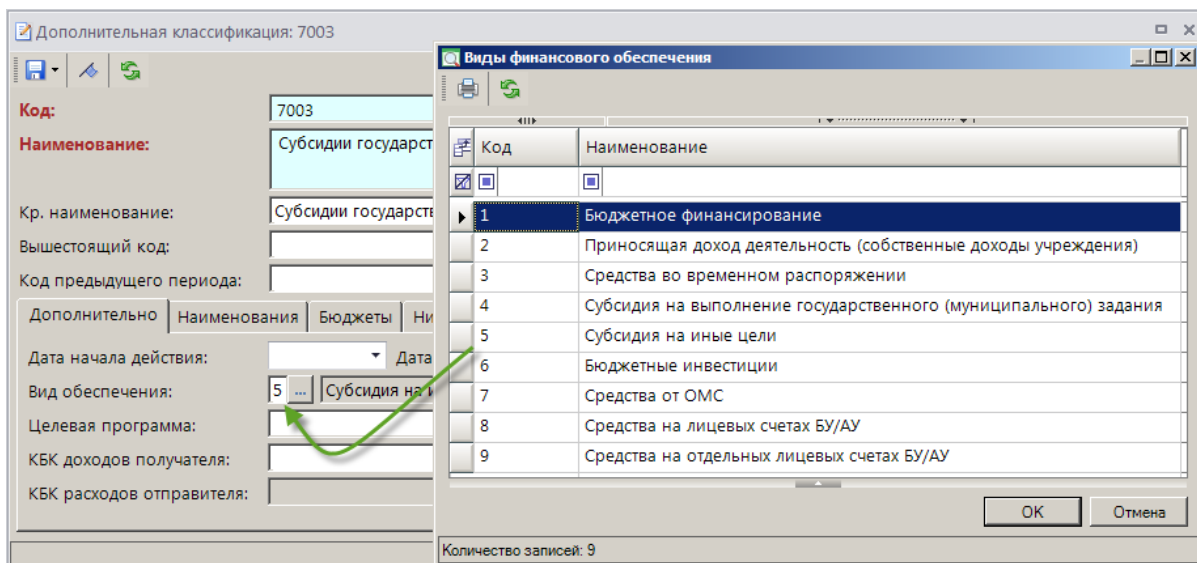 Дополнительная классификация: 7003
Код: 7003
Наименование: Субсидии государст
Кр. наименование: Субсидии государств
Вышестоящий код:
Код предыдущего периода:
Дополнительно Наименования Бюджеты Ни
Дата начала действия: Дата
Вид обеспечения: 5 ... Субсидия на и
Целевая программа:
КБК доходов получателя:
КБК расходов отправителя:
Виды финансового обеспечения
Код Наименование
1 Бюджетное финансирование
2 Приносящая доход деятельность (собственные доходы учреждения)
3 Средства во временном распоряжении
4 Субсидия на выполнение государственного (муниципального) задания
5 Субсидия на иные цели
6 Бюджетные инвестиции
7 Средства от ОМС
8 Средства на лицевых счетах БУ/АУ
9 Средства на отдельных лицевых счетах БУ/АУ
OK Отмена
Количество записей: 9